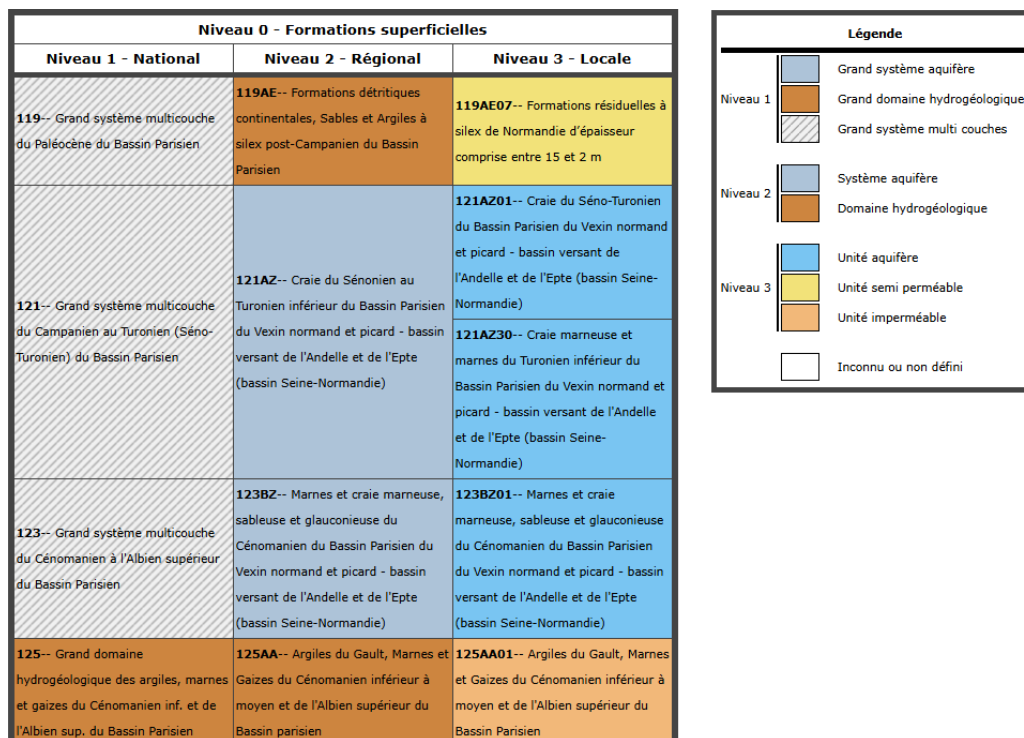 Niveau 0 - Formations superficielles
Niveau 1 - National
Niveau 2 - Régional
Niveau 3 - Locale
119-- Grand système multicouche
du Paléocène du Bassin Parisien
119AE-- Formations détritiques
continentales, Sables et Argiles à
silex post-Campanien du Bassin
Parisien
119AE07-- Formations résiduelles à
silex de Normandie d'épaisseur
comprise entre 15 et 2 m
121-- Grand système multicouche
du Campanien au Turonien (Séno-
Turonien) du Bassin Parisien
121AZ-- Craie du Sénonien au
Turonien inférieur du Bassin Parisien
du Vexin normand et picard - bassin
versant de l'Andelle et de l'Epte
(bassin Seine-Normandie)
121AZ01-- Craie du Séno-Turonien
du Bassin Parisien du Vexin normand
et picard - bassin versant de
l'Andelle et de l'Epte (bassin Seine-
Normandie)
121AZ30-- Craie marneuse et
marnes du Turonien inférieur du
Bassin Parisien du Vexin normand et
picard - bassin versant de l'Andelle
et de l'Epte (bassin Seine-
Normandie)
123-- Grand système multicouche
du Cénomanien à l'Albien supérieur
du Bassin Parisien
123BZ-- Marnes et craie marneuse,
sableuse et glauconieuse du
Cénomanien du Bassin Parisien du
Vexin normand et picard - bassin
versant de l'Andelle et de l'Epte
(bassin Seine-Normandie)
123BZ01-- Marnes et craie
marneuse, sableuse et glauconieuse
du Cénomanien du Bassin Parisien
du Vexin normand et picard - bassin
versant de l'Andelle et de l'Epte
(bassin Seine-Normandie)
125-- Grand domaine
hydrogéologique des argiles, marnes
et gaizes du Cénomanien inf. et de
l'Albien sup. du Bassin Parisien
125AA-- Argiles du Gault, Marnes et
Gaizes du Cénomanien inférieur à
moyen et de l'Albien supérieur du
Bassin parisien
125AA01-- Argiles du Gault, Marnes
et Gaizes du Cénomanien inférieur à
moyen et de l'Albien supérieur du
Bassin Parisien
Légende
Niveau 1
Grand système aquifère
Grand domaine hydrogéologique
Grand système multi couches
Niveau 2
Système aquifère
Domaine hydrogéologique
Niveau 3
Unité aquifère
Unité semi perméable
Unité imperméable
Inconnu ou non défini